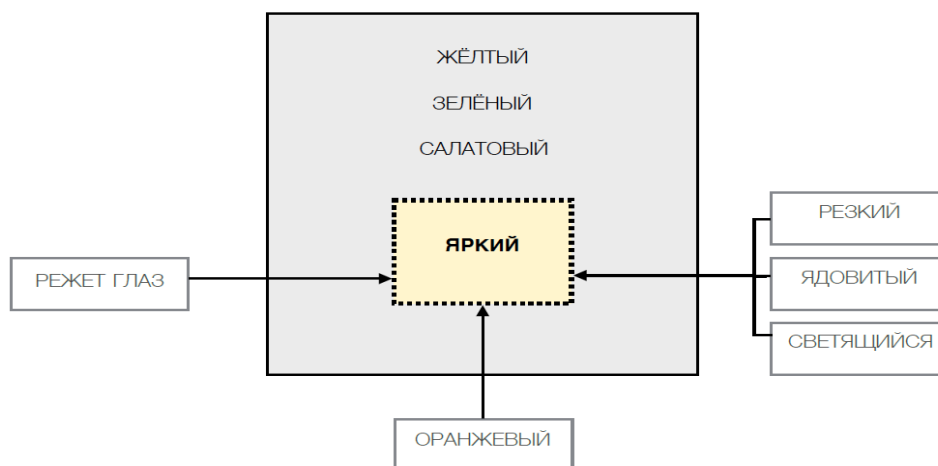 ЖЁЛТЫЙ
ЗЕЛЁНЫЙ
САЛАТОВЫЙ
ЯРКИЙ
РЕЖЕТ ГЛАЗ
РЕЗКИЙ
ЯДОВИТЫЙ
СВЕТЯЩИЙСЯ
ОРАНЖЕВЫЙ